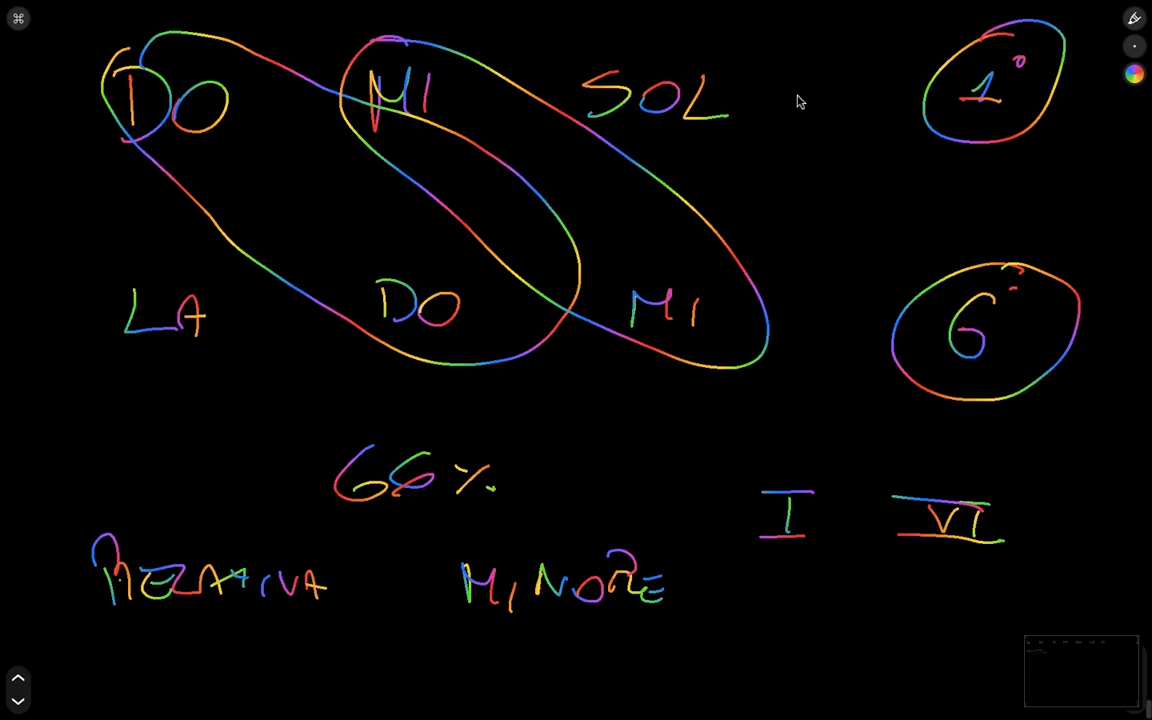 DO MI SOL 1°
LA DO MI 6°
66%
I VI
RELATIVA MINORE